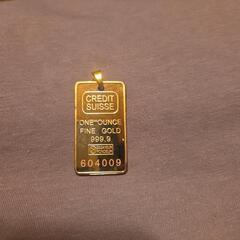 CREDIT
SUISSE
ONE OUNCE
FINE GOLD
999.9
604009